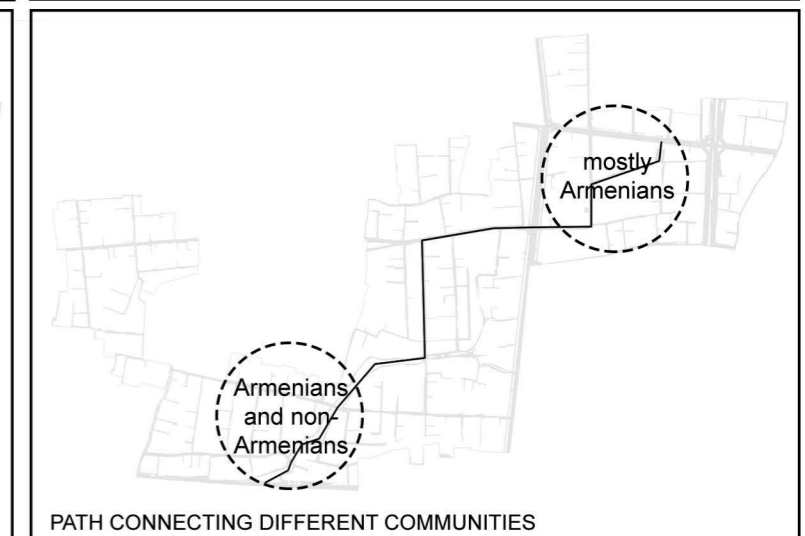 mostly
Armenians
Armenians
and non-
Armenians
PATH CONNECTING DIFFERENT COMMUNITIES